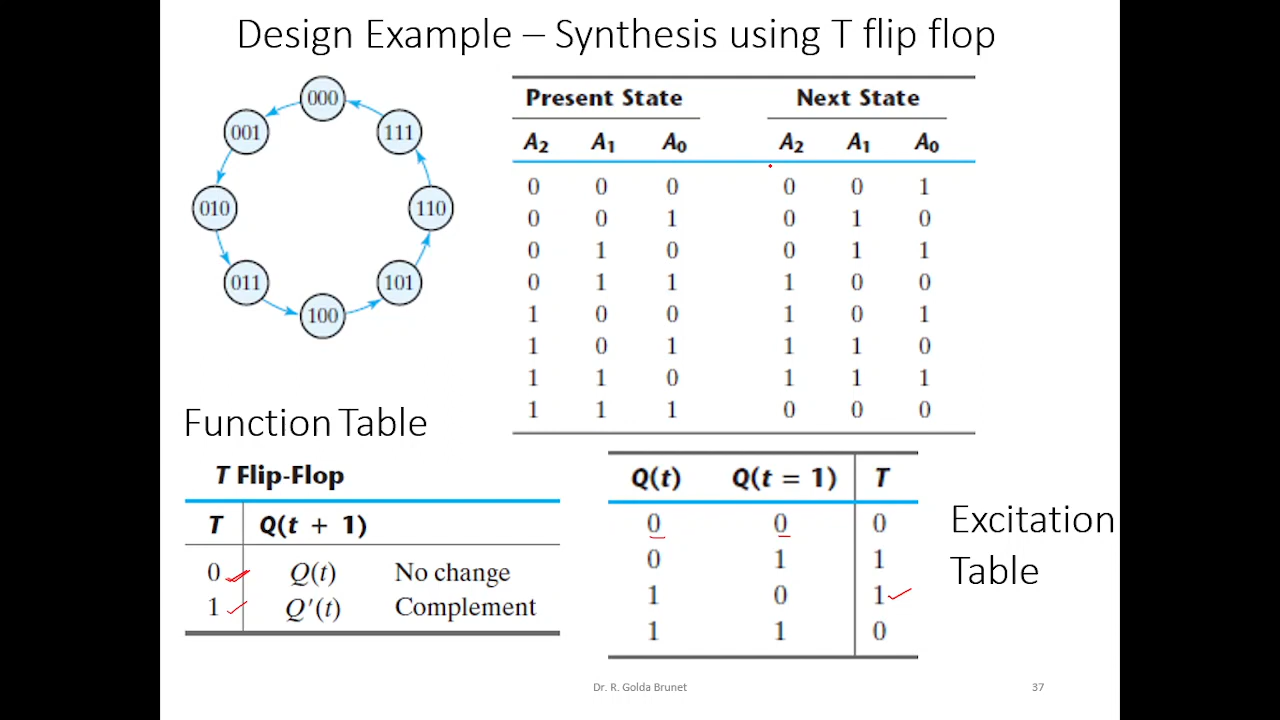 Design Example – Synthesis using T flip flop
000
001
111
010
110
011
101
100
Present State Next State
A2 A1 A0 A2 A1 A0
0 0 0 0 0 1
0 0 1 0 1 0
0 1 0 0 1 1
0 1 1 1 0 0
1 0 0 1 0 1
1 0 1 1 1 0
1 1 0 1 1 1
1 1 1 0 0 0
Function Table
T Flip-Flop
T Q(t + 1)
0 Q(t) No change
1 Q'(t) Complement
Q(t) Q(t = 1) T
0 0 0
0 1 1
1 0 1
1 1 0
Excitation
Table
Dr. R. Golda Brunet
37